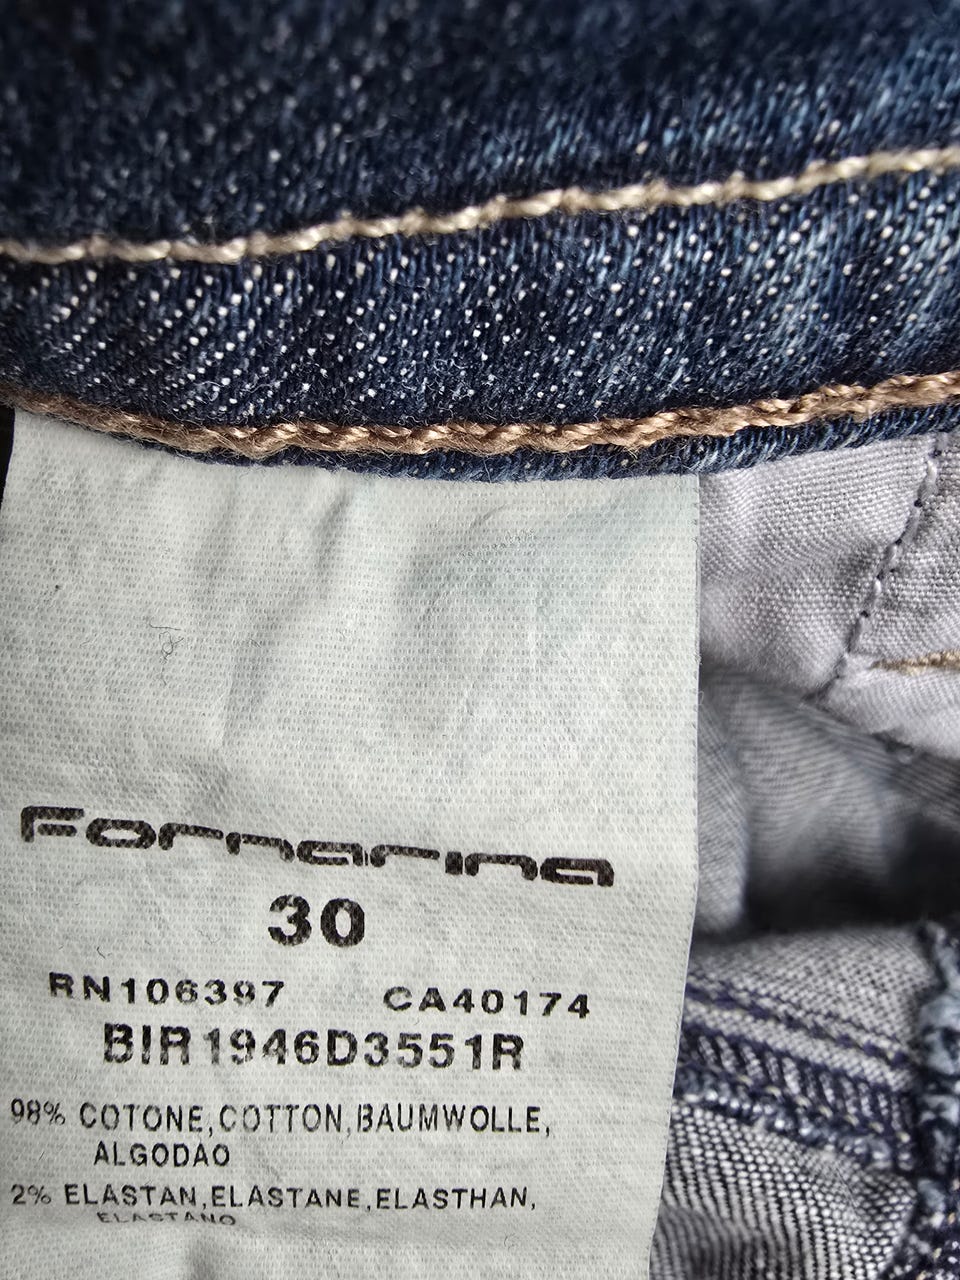 Fornarina
30
RN106397 CA40174
BIR1946D3551R
98% COTONE,COTTON,BAUMWOLLE,
ALGODAO
2% ELASTAN,ELASTANE,ELASTHAN,
ELASTANO